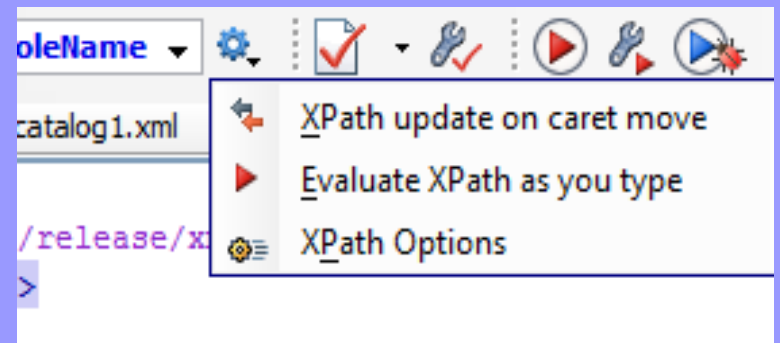 oleName
catalog1.xml
XPath update on caret move
Evaluate XPath as you type
/release/x
XPath Options
>